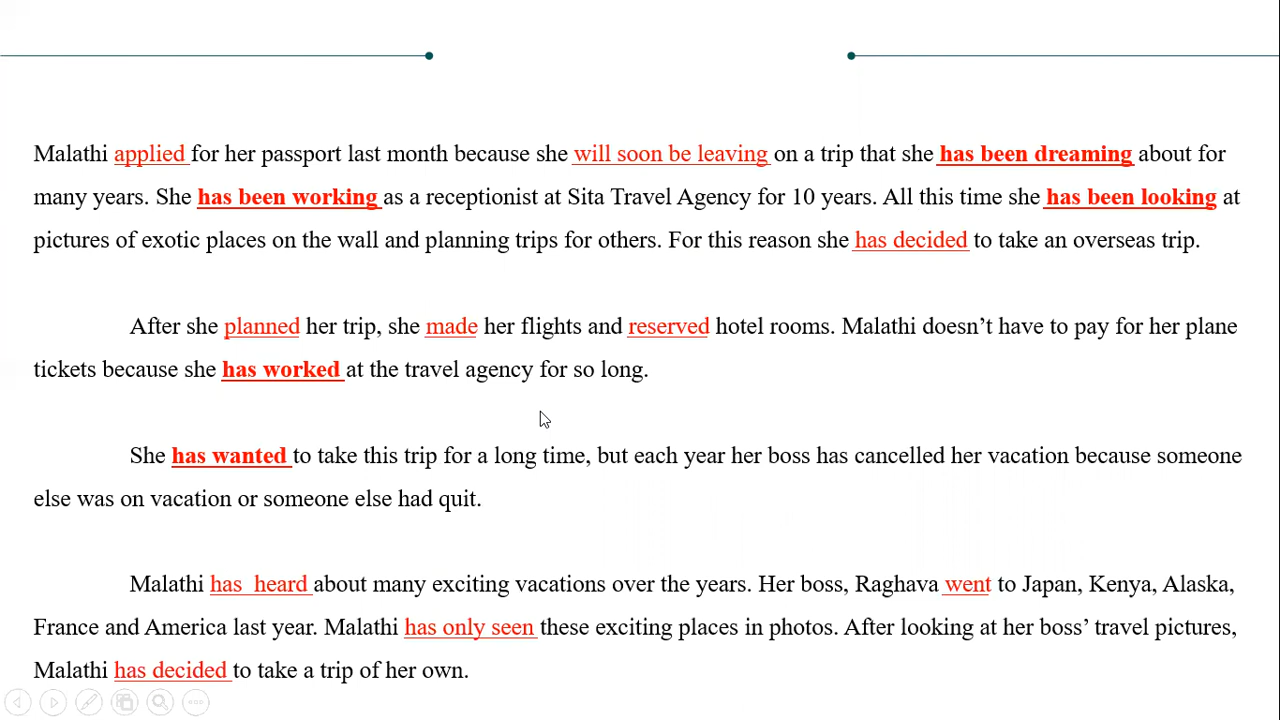 Malathi applied for her passport last month because she will soon be leaving on a trip that she has been dreaming about for
many years. She has been working as a receptionist at Sita Travel Agency for 10 years. All this time she has been looking at
pictures of exotic places on the wall and planning trips for others. For this reason she has decided to take an overseas trip.
After she planned her trip, she made her flights and reserved hotel rooms. Malathi doesn’t have to pay for her plane
tickets because she has worked at the travel agency for so long.
She has wanted to take this trip for a long time, but each year her boss has cancelled her vacation because someone
else was on vacation or someone else had quit.
Malathi has heard about many exciting vacations over the years. Her boss, Raghava went to Japan, Kenya, Alaska,
France and America last year. Malathi has only seen these exciting places in photos. After looking at her boss’ travel pictures,
Malathi has decided to take a trip of her own.